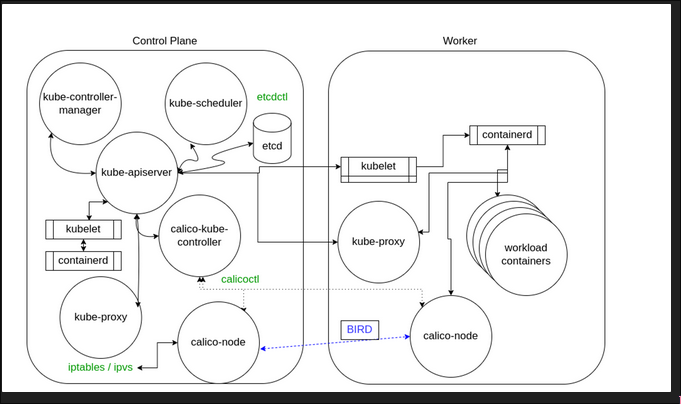 Control Plane
Worker
kube-controller-
manager
kube-scheduler
etcdctl
etcd
containerd
kube-apiserver
kubelet
kubelet
calico-kube-
controller
kube-proxy
workload
containers
containerd
calicoctl
kube-proxy
BIRD
calico-node
calico-node
iptables / ipvs